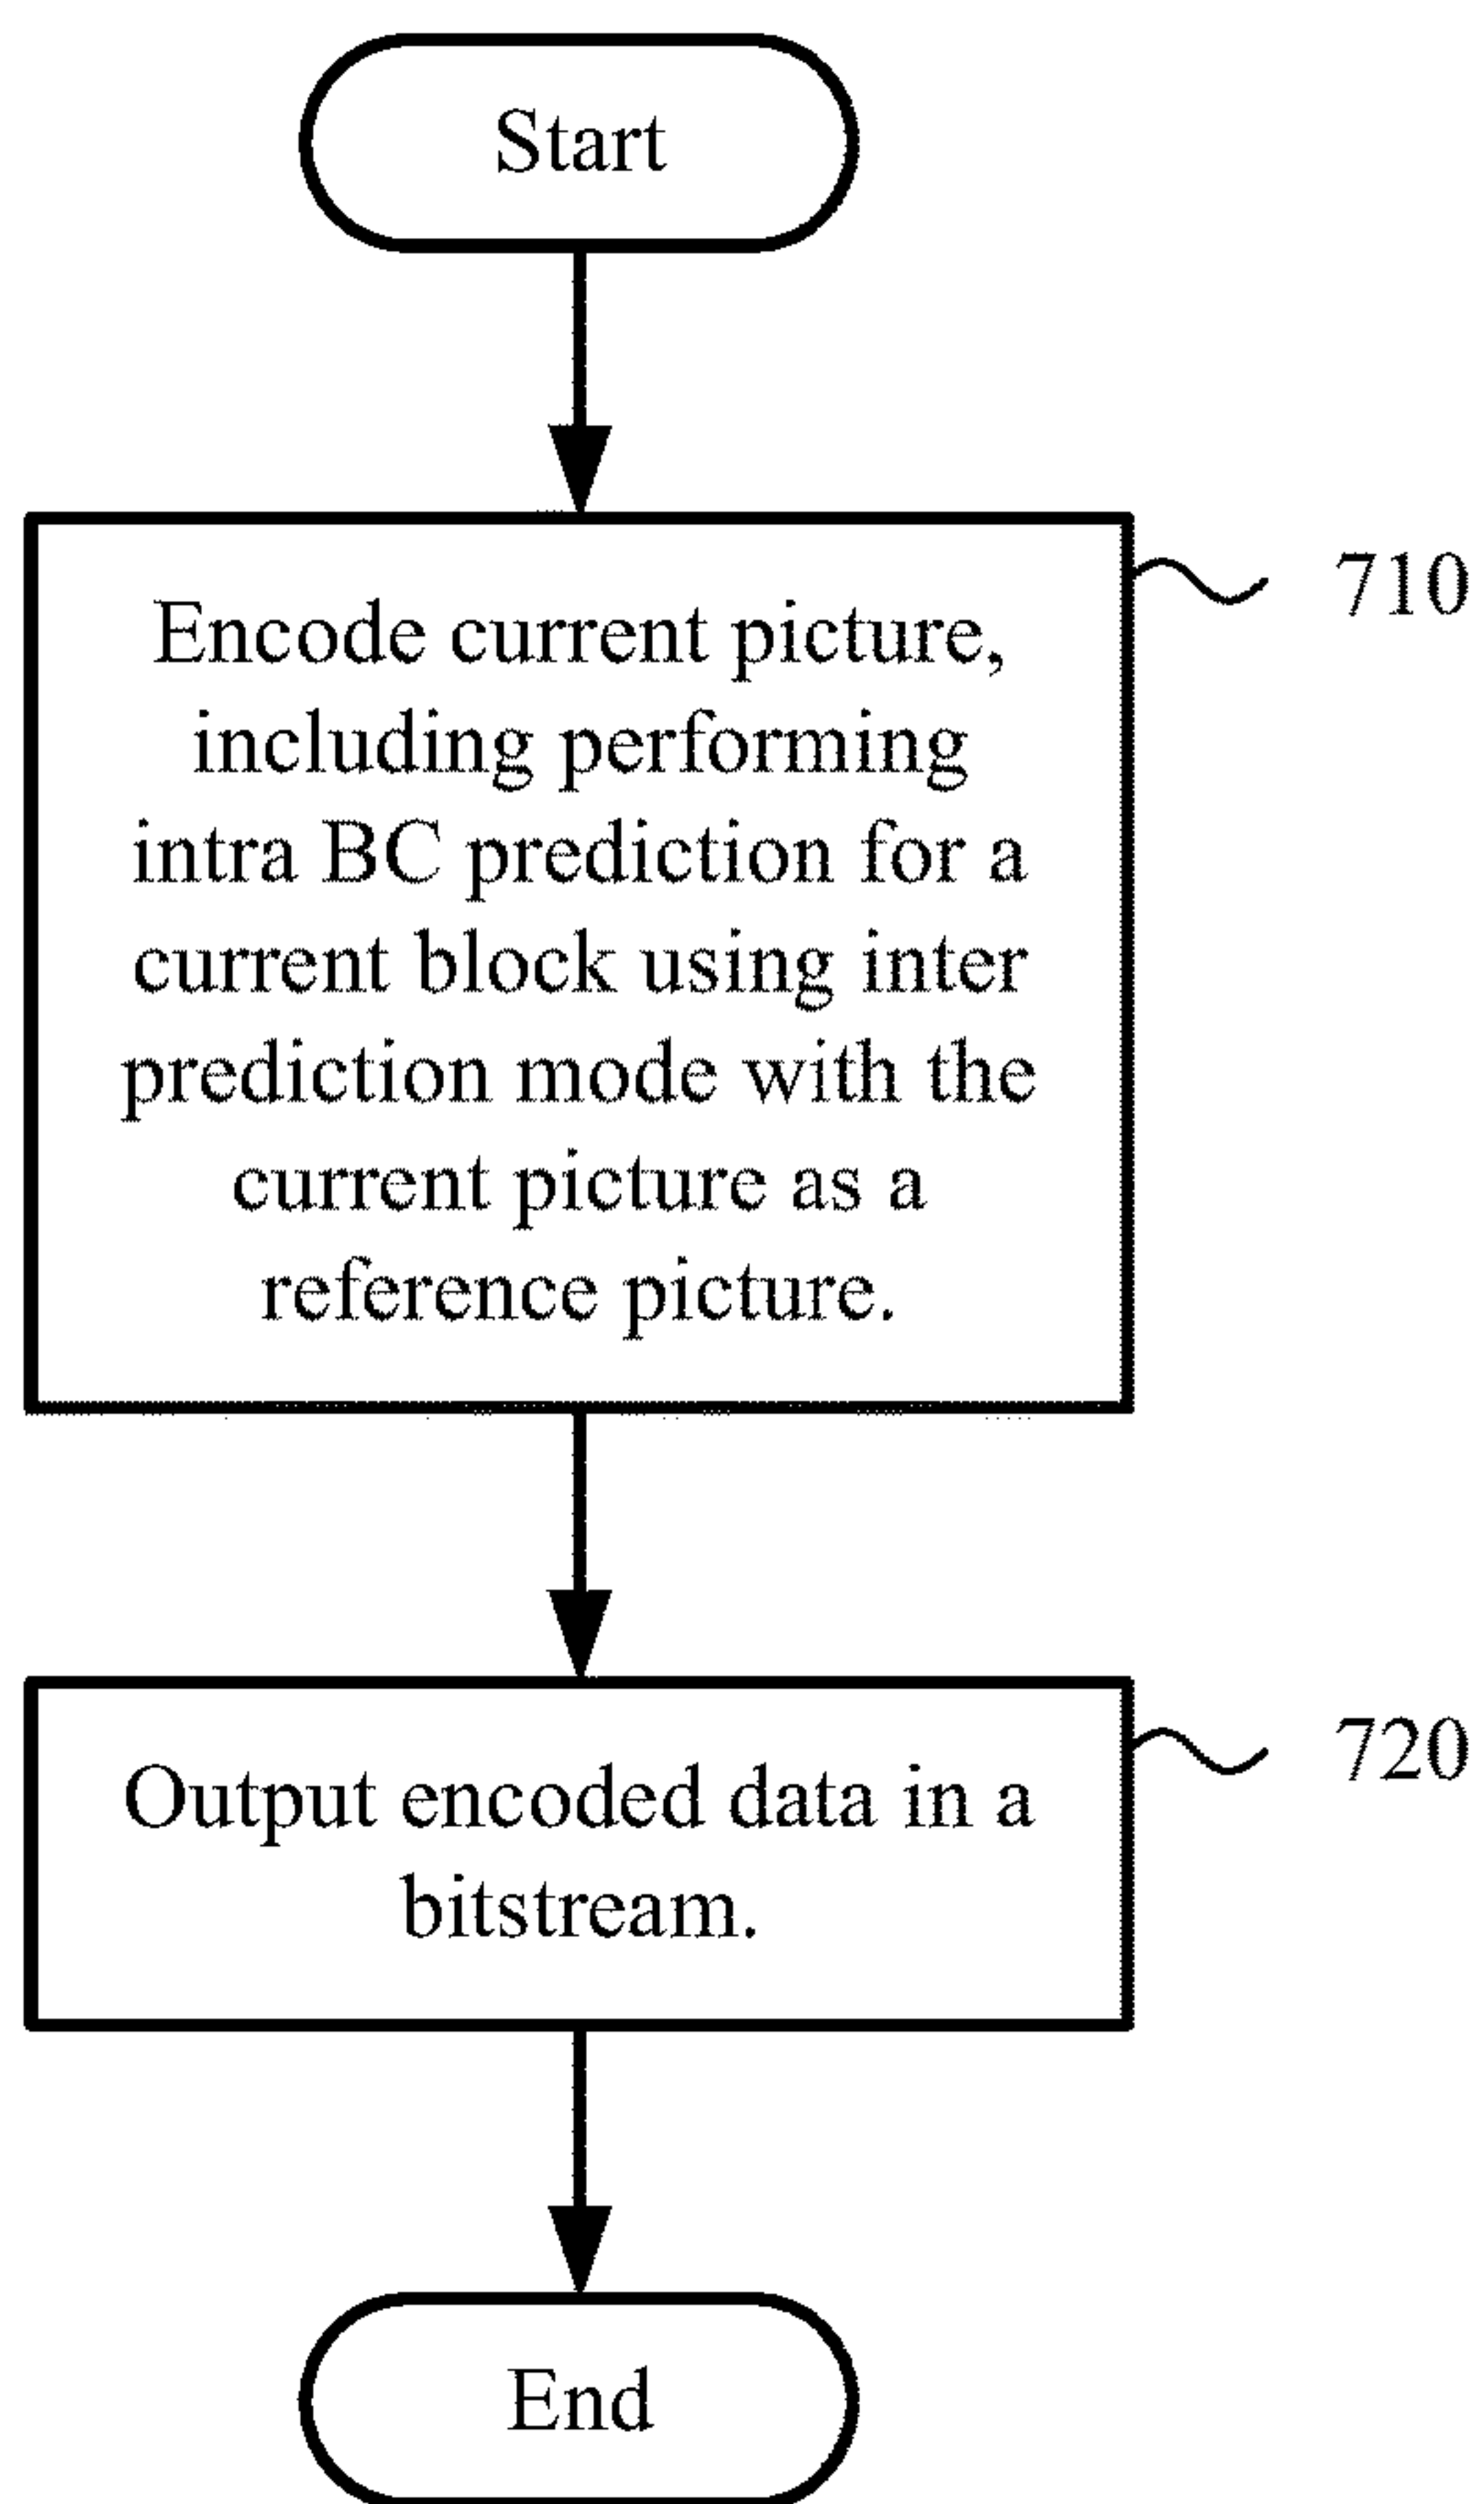 Start
Encode current picture,
710
including performing
intra BC prediction for a
current block using inter
prediction mode with the
current picture as a
reference picture.
Output encoded data in a
720
bitstream.
End